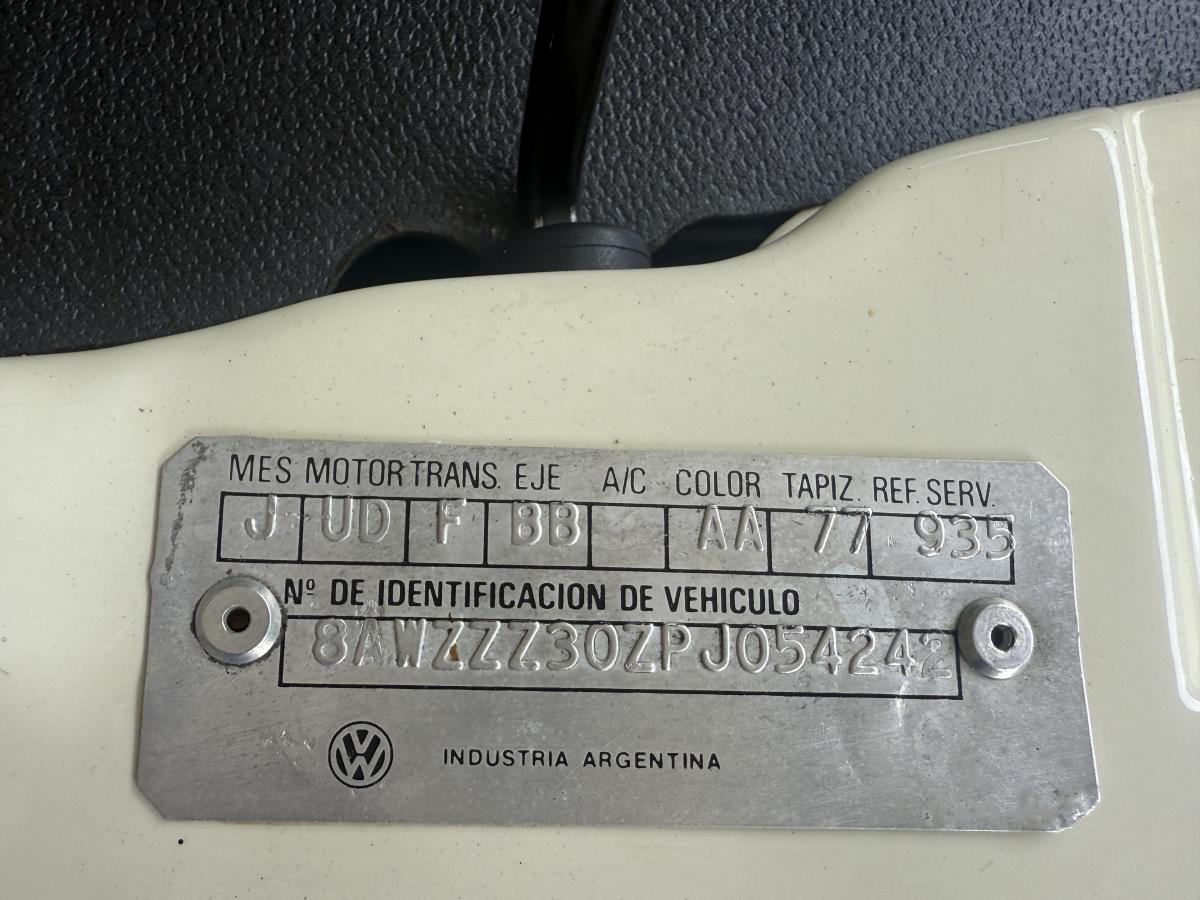 MES MOTOR TRANS. EJE A/C COLOR TAPIZ. REF. SERV.
J UD F BB AA 77 935
Nº DE IDENTIFICACION DE VEHICULO
8AWZZZ30ZPJ054242
INDUSTRIA ARGENTINA